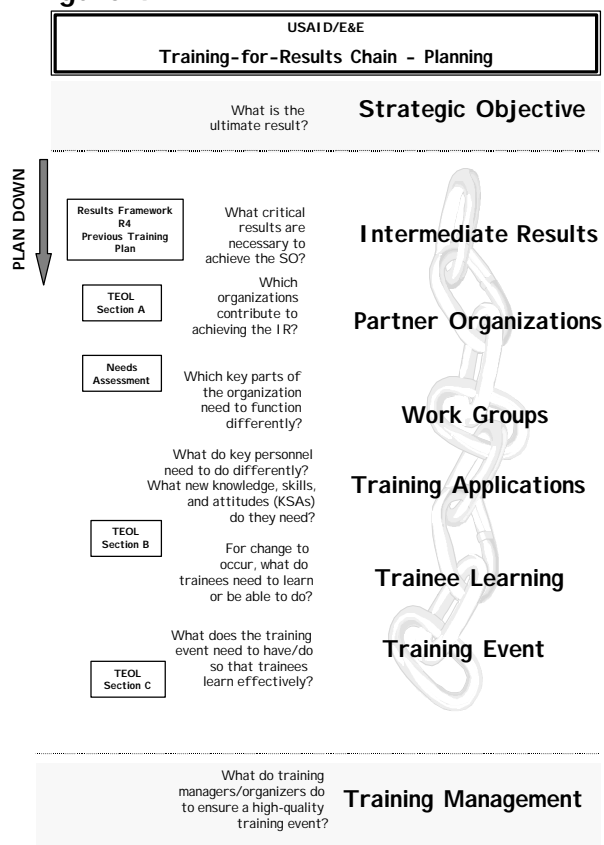 USAID/E&E
Training-for-Results Chain – Planning
What is the
ultimate result?
Strategic Objective
PLAN DOWN
Results Framework
R4
Previous Training
Plan
What critical
results are
necessary to
achieve the SO?
Intermediate Results
TEOL
Section A
Which
organizations
contribute to
achieving the IR?
Partner Organizations
Needs
Assessment
Which key parts of
the organization
need to function
differently?
Work Groups
What do key personnel
need to do differently?
What new knowledge, skills,
and attitudes (KSAs)
do they need?
Training Applications
TEOL
Section B
For change to
occur, what do
trainees need to learn
or be able to do?
Trainee Learning
What does the training
event need to have/do
so that trainees
learn effectively?
Training Event
TEOL
Section C
What do training
managers/organizers do
to ensure a high-quality
training event?
Training Management